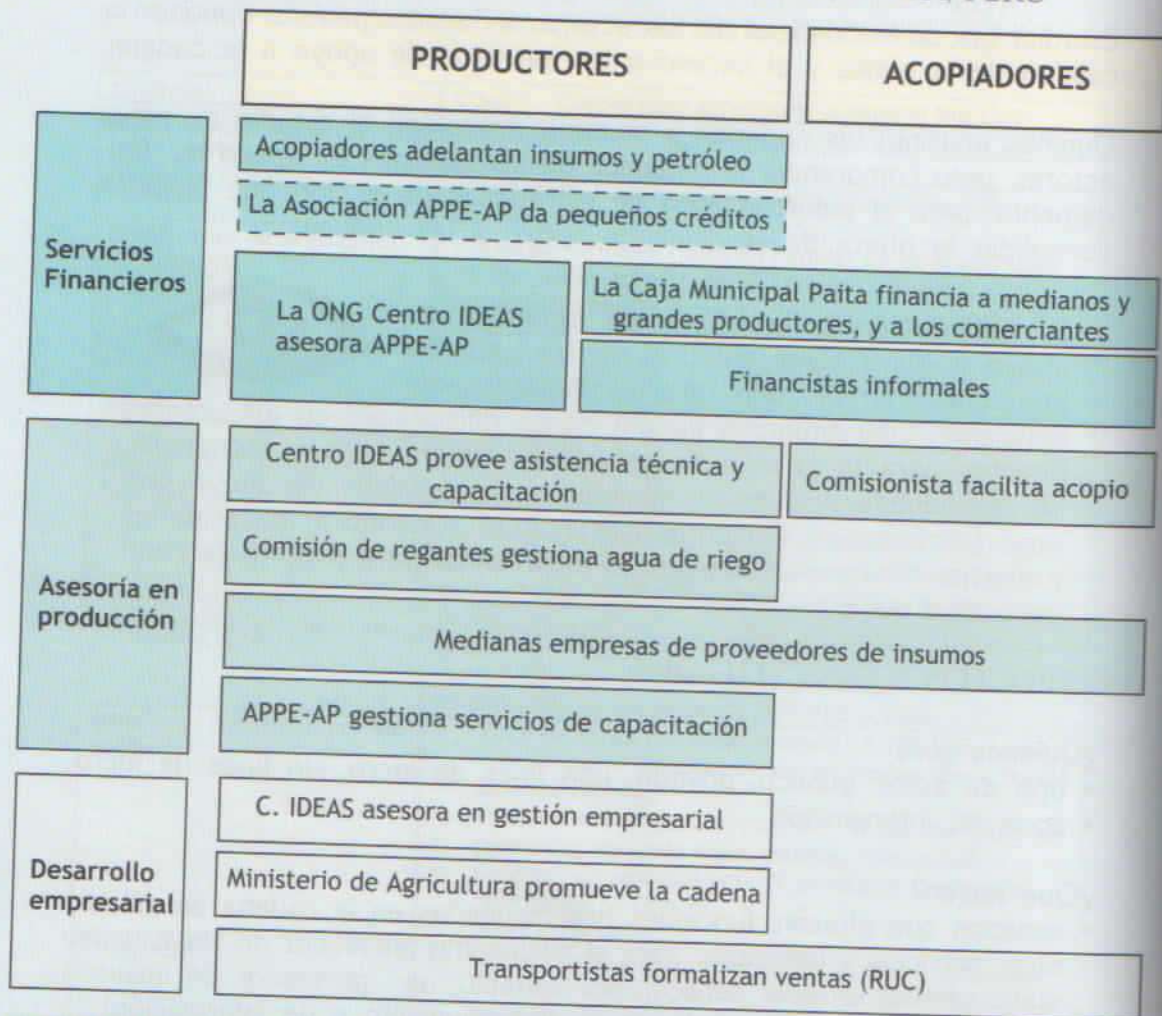 PRODUCTORES
ACOPIADORES
Servicios
Financieros
Acopiadores adelantan insumos y petróleo
La Asociación APPE-AP da pequeños créditos
La ONG Centro IDEAS
asesora APPE-AP
La Caja Municipal Paita financia a medianos y
grandes productores, y a los comerciantes
Financistas informales
Asesoría en
producción
Centro IDEAS provee asistencia técnica y
capacitación
Comisionista facilita acopio
Comisión de regantes gestiona agua de riego
Medianas empresas de proveedores de insumos
APPE-AP gestiona servicios de capacitación
Desarrollo
empresarial
C. IDEAS asesora en gestión empresarial
Ministerio de Agricultura promueve la cadena
Transportistas formalizan ventas (RUC)